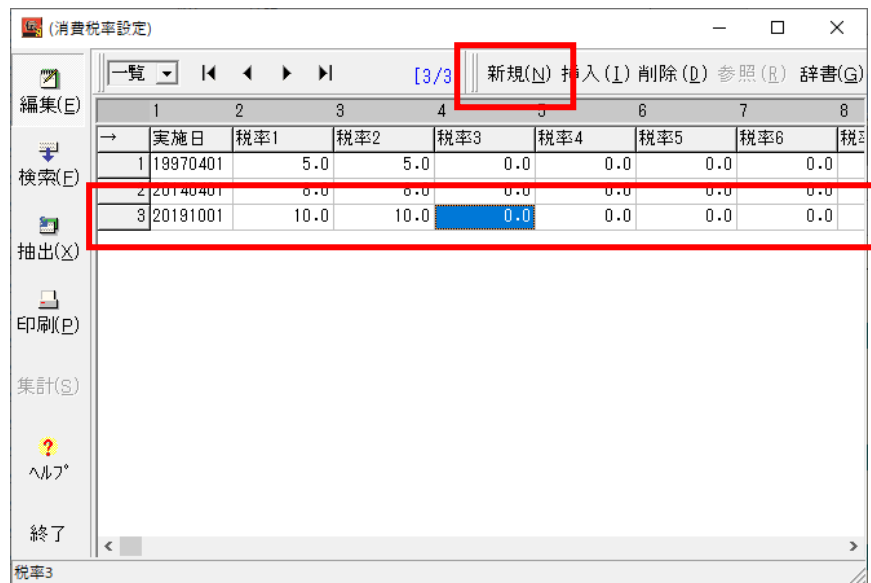 (消費税率設定)
一覧 [3/3 新規(N) 挿入(I) 削除(D) 参照(R) 辞書(G)
編集(E)
検索(F)
抽出(X)
印刷(P)
集計(S)
?
ﾍﾙﾌﾟ
終了
1 2 3 4 5 6 7 8
→ 実施日 税率1 税率2 税率3 税率4 税率5 税率6
1 19970401 5.0 5.0 0.0 0.0 0.0 0.0
2 20140401 8.0 8.0 0.0 0.0 0.0 0.0
3 20191001 10.0 10.0 0.0 0.0 0.0 0.0
税率3